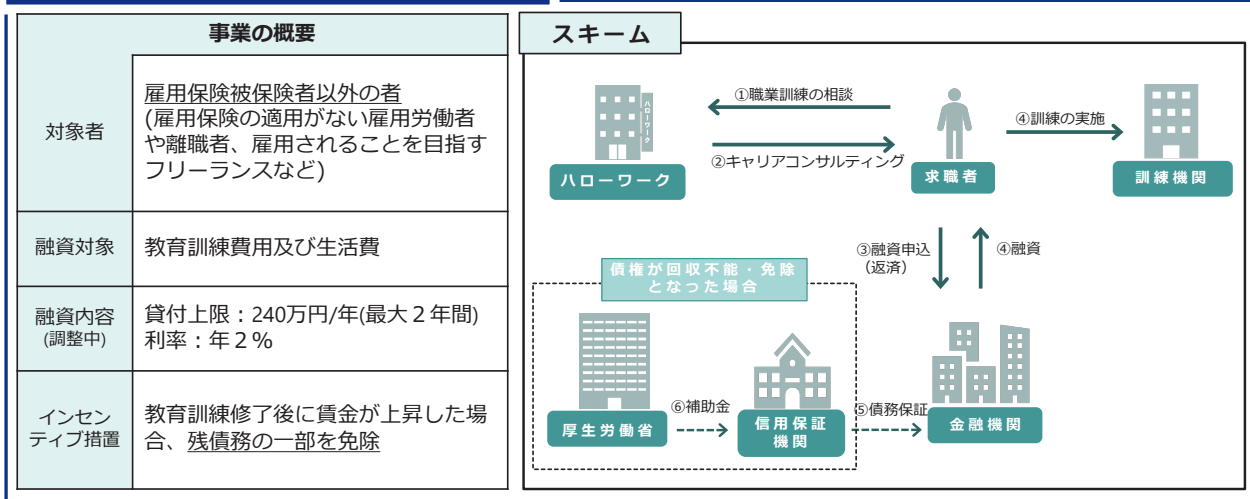 事業の概要
対象者
雇用保険被保険者以外の者
(雇用保険の適用がない雇用労働者
や離職者、雇用されることを目指す
フリーランスなど)
融資対象
教育訓練費用及び生活費
融資内容
(調整中)
貸付上限：240万円/年(最大２年間)
利率：年２％
インセン
ティブ措置
教育訓練修了後に賃金が上昇した場
合、残債務の一部を免除
スキーム
①職業訓練の相談
②キャリアコンサルティング
④訓練の実施
ハローワーク
ハローワーク
求職者
訓練機関
③融資申込
(返済)
④融資
債権が回収不能・免除
となった場合
⑥補助金
⑤債務保証
厚生労働省
信用保証
機関
金融機関